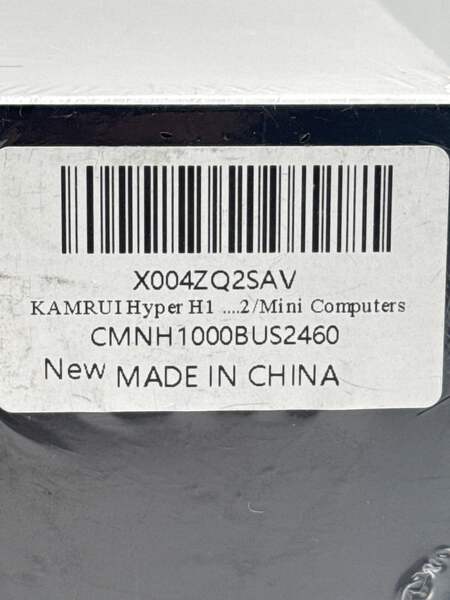 X004ZQ2SAV
KAMRUI Hyper H1 ....2/Mini Computers
CMNH1000BUS2460
New MADE IN CHINA